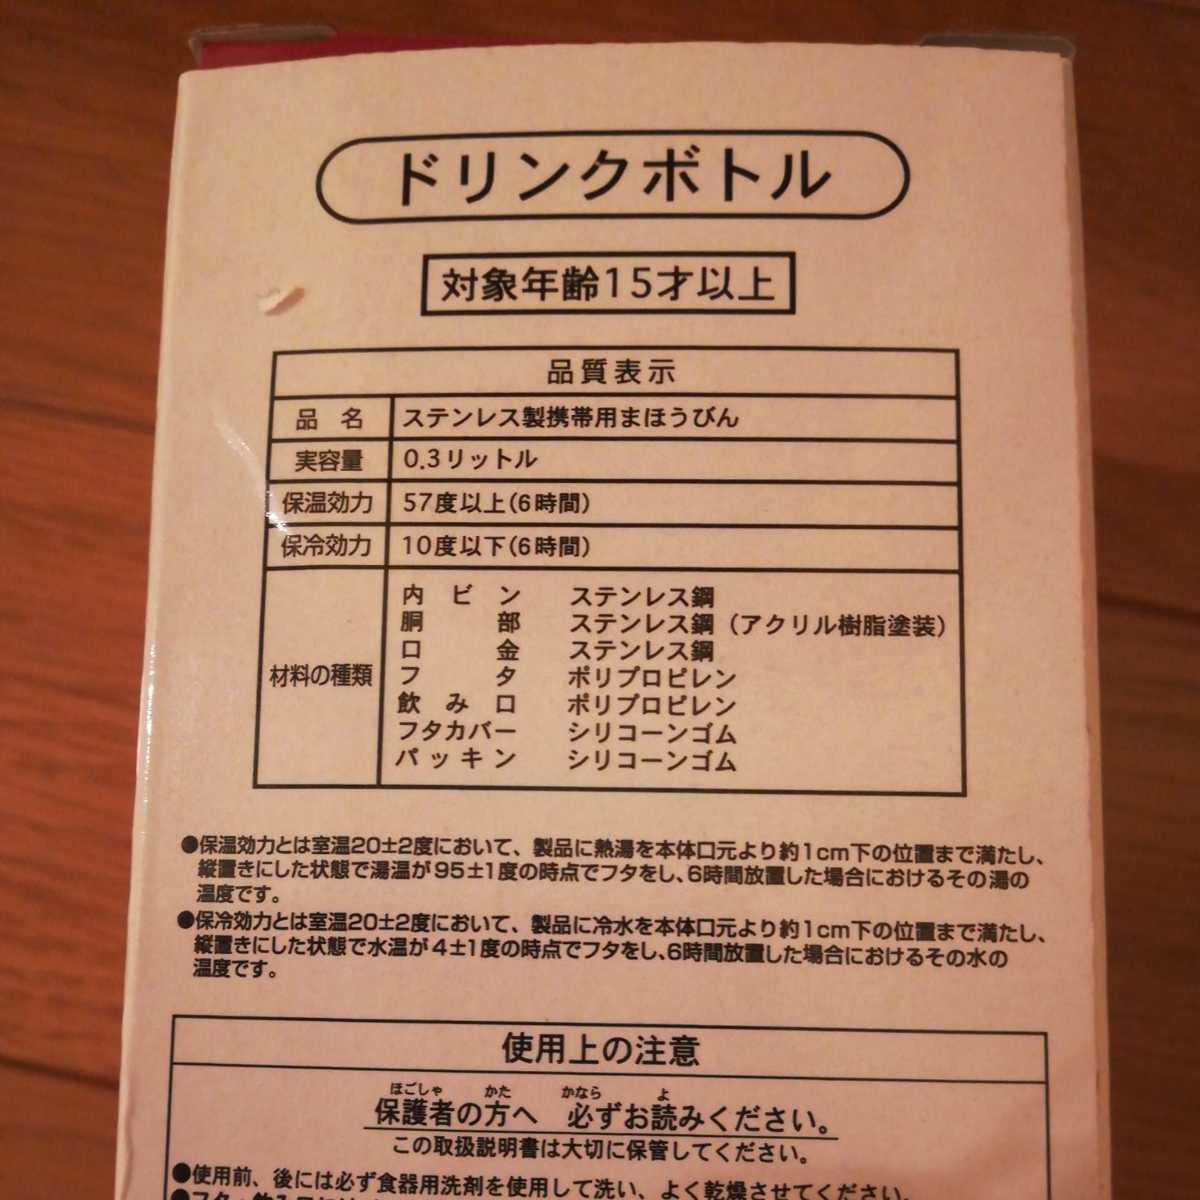 ドリンクボトル
対象年齢15才以上
品質表示
品 名 ステンレス製携帯用まほうびん
実容量 0.3リットル
保温効力 57度以上(6時間)
保冷効力 10度以下(6時間)
材料の種類
内ビン ステンレス鋼
胴部 ステンレス鋼(アクリル樹脂塗装)
口金 ステンレス鋼
フタ ポリプロピレン
飲み口 ポリプロピレン
フタカバー シリコーンゴム
パッキン シリコーンゴム
●保温効力とは室温20±2度において、製品に熱湯を本体口元より約1cm下の位置まで満たし、
縦置きにした状態で湯温が95±1度の時点でフタをし、6時間放置した場合におけるその湯の
温度です。
●保冷効力とは室温20±2度において、製品に冷水を本体口元より約1cm下の位置まで満たし、
縦置きにした状態で水温が4±1度の時点でフタをし、6時間放置した場合におけるその水の
温度です。
使用上の注意
ほごしゃ かた かなら よ
保護者の方へ 必ずお読みください。
この取扱説明書は大切に保管してください。
●使用前、後には必ず食器用洗剤を使用して洗い、よく乾燥させてください。